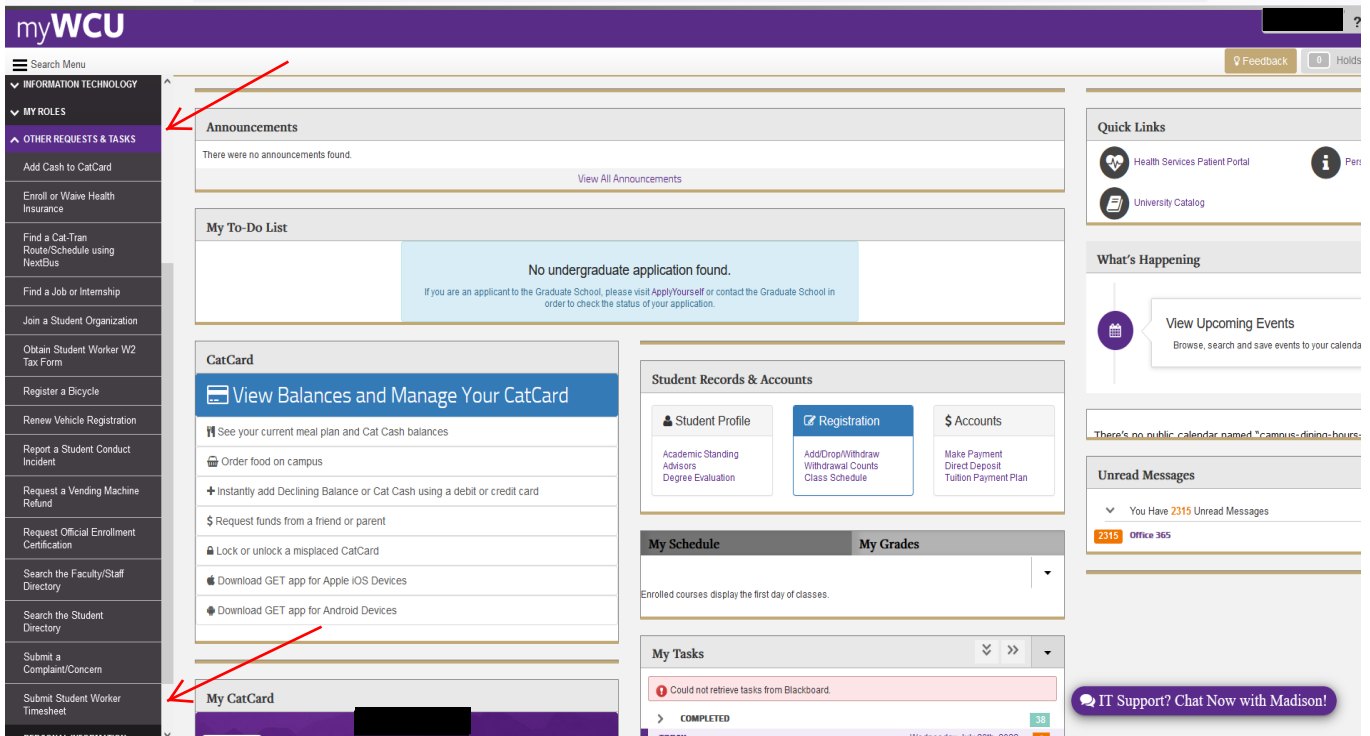 myWCU
?
Search Menu
Feedback
0 Holds
INFORMATION TECHNOLOGY
MY ROLES
OTHER REQUESTS & TASKS
Add Cash to CatCard
Enroll or Waive Health
Insurance
Find a Cat-Tran
Route/Schedule using
NextBus
Find a Job or Internship
Join a Student Organization
Obtain Student Worker W2
Tax Form
Register a Bicycle
Renew Vehicle Registration
Report a Student Conduct
Incident
Request a Vending Machine
Refund
Request Official Enrollment
Certification
Search the Faculty/Staff
Directory
Search the Student
Directory
Submit a
Complaint/Concern
Submit Student Worker
Timesheet
PERSONAL INFORMATION
Announcements
There were no announcements found.
View All Announcements
My To-Do List
No undergraduate application found.
If you are an applicant to the Graduate School, please visit ApplyYourself or contact the Graduate School in
order to check the status of your application.
CatCard
View Balances and Manage Your CatCard
See your current meal plan and Cat Cash balances
Order food on campus
Instantly add Declining Balance or Cat Cash using a debit or credit card
$ Request funds from a friend or parent
Lock or unlock a misplaced CatCard
Download GET app for Apple iOS Devices
Download GET app for Android Devices
My CatCard
Student Records & Accounts
Student Profile
Academic Standing
Advisors
Degree Evaluation
Registration
Add/Drop/Withdraw
Withdrawal Counts
Class Schedule
$ Accounts
Make Payment
Direct Deposit
Tuition Payment Plan
My Schedule
My Grades
Enrolled courses display the first day of classes.
My Tasks
Could not retrieve tasks from Blackboard.
COMPLETED
38
TODAY
Quick Links
Health Services Patient Portal
Pers
University Catalog
What's Happening
View Upcoming Events
Browse, search and save events to your calenda
There's no public calendar named "campus-dining-hours-
Unread Messages
You Have 2315 Unread Messages
2315 Office 365
IT Support? Chat Now with Madison!